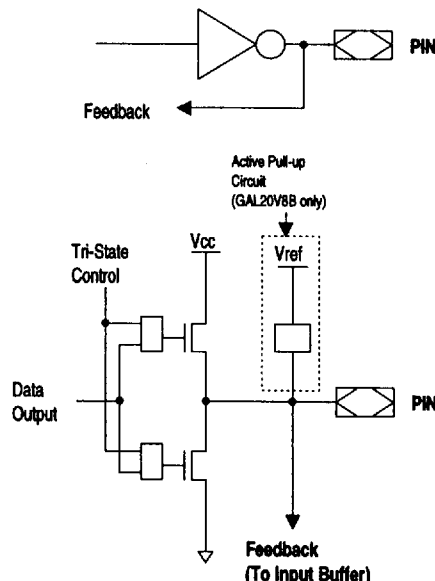 PIN
Feedback
Active Pull-up
Circuit
(GAL20V8B only)
Vcc
Vref
Tri-State
Control
Data
Output
PIN
Feedback
(To Input Buffer)